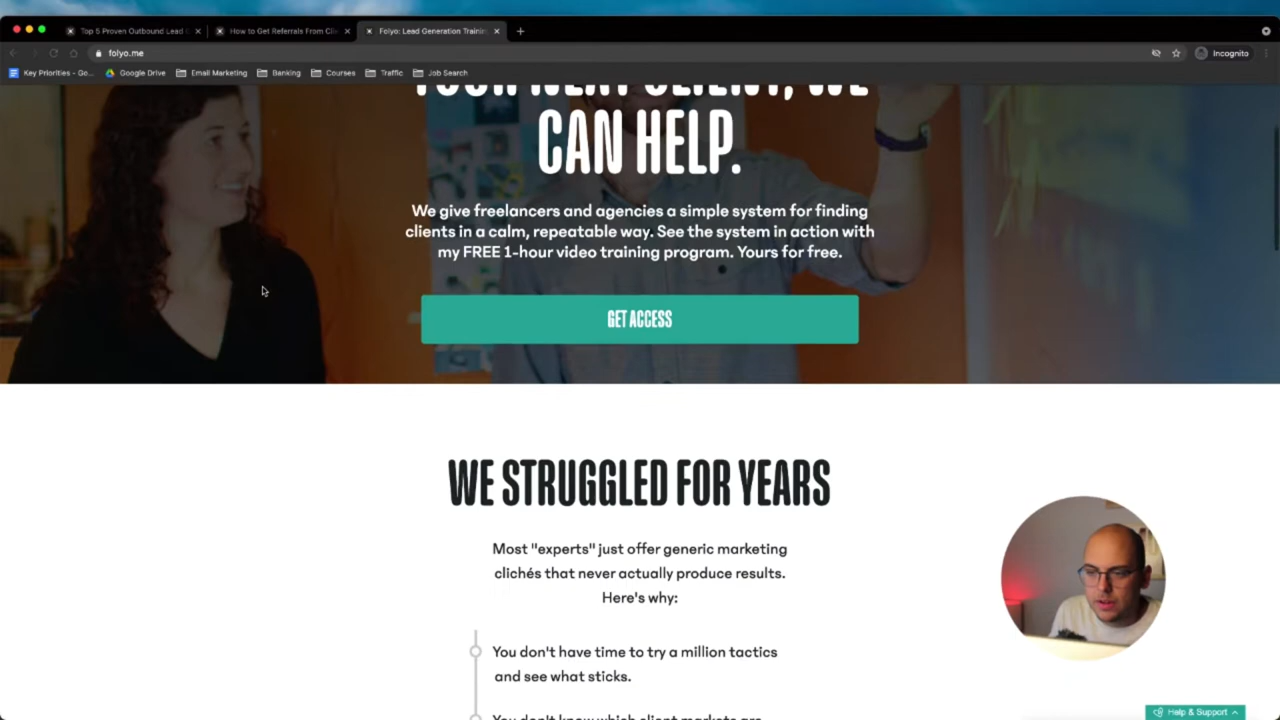 Top 5 Proven Outbound Lead
How to Get Referrals From Clie
Folyo: Lead Generation Trainin
folyo.me
Incognito
Key Priorities - Go...
Google Drive
Email Marketing
Banking
Courses
Traffic
Job Search
YOUR NEXT CLIENT, WE
CAN HELP.
We give freelancers and agencies a simple system for finding
clients in a calm, repeatable way. See the system in action with
my FREE 1-hour video training program. Yours for free.
GET ACCESS
WE STRUGGLED FOR YEARS
Most "experts" just offer generic marketing
clichés that never actually produce results.
Here's why:
You don't have time to try a million tactics
and see what sticks.
You don't know which client markets are
Help & Support